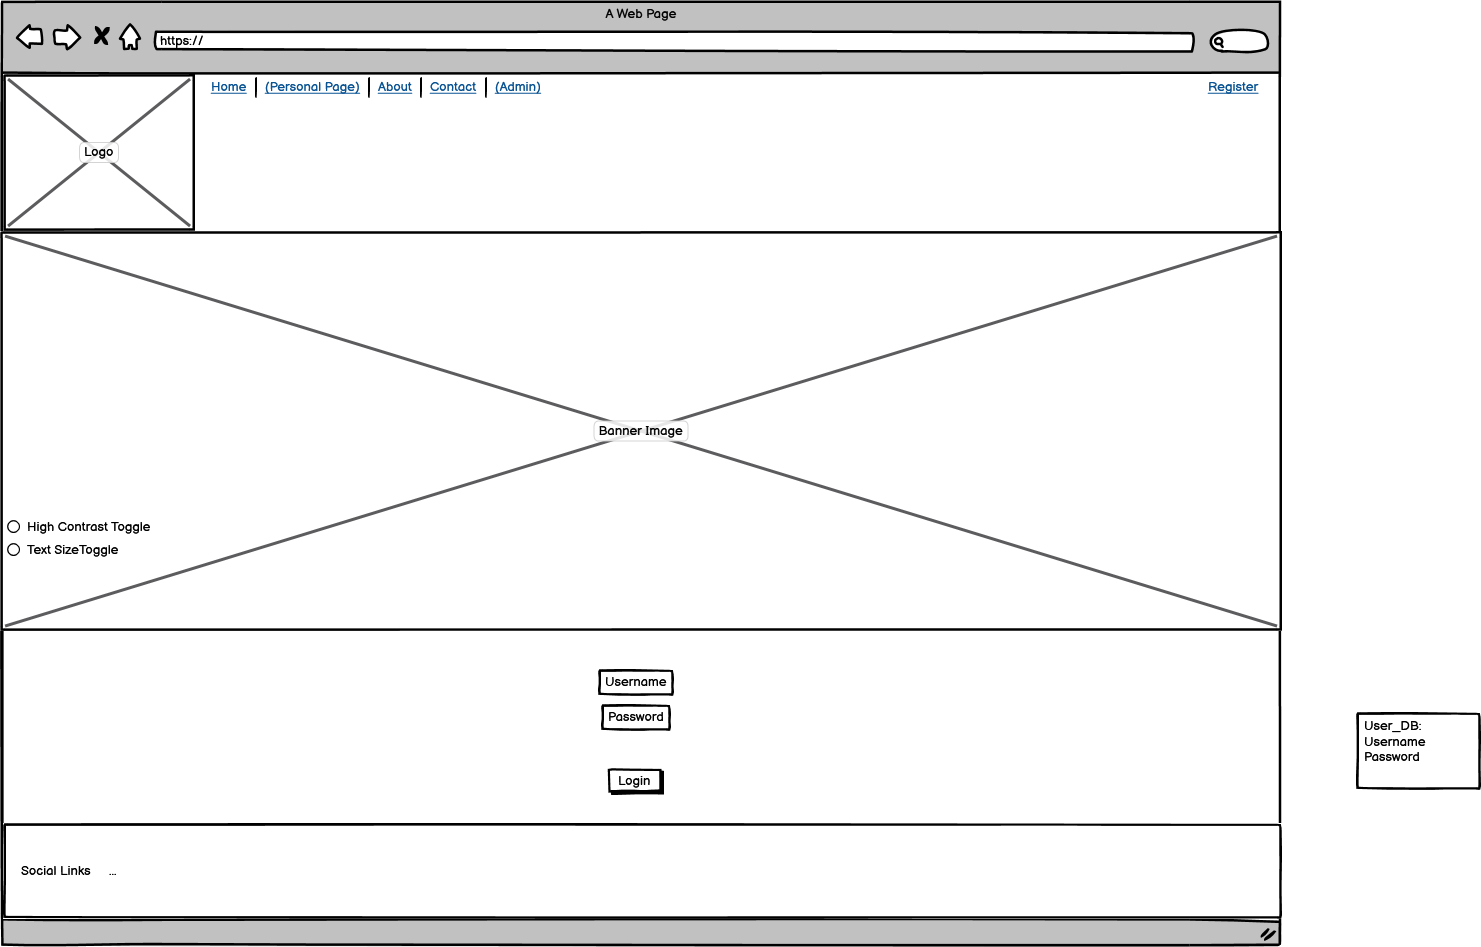 A Web Page
https://
Home (Personal Page) About Contact (Admin) Register
Logo
Banner Image
High Contrast Toggle
Text SizeToggle
Username
Password
Login
User_DB:
Username
Password
Social Links ...